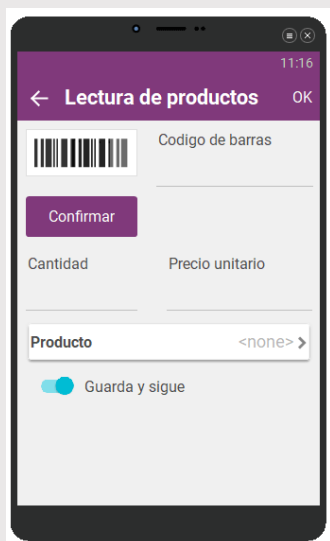 11:16
Lectura de productos OK
Codigo de barras
Confirmar
Cantidad Precio unitario
Producto <none>
Guarda y sigue